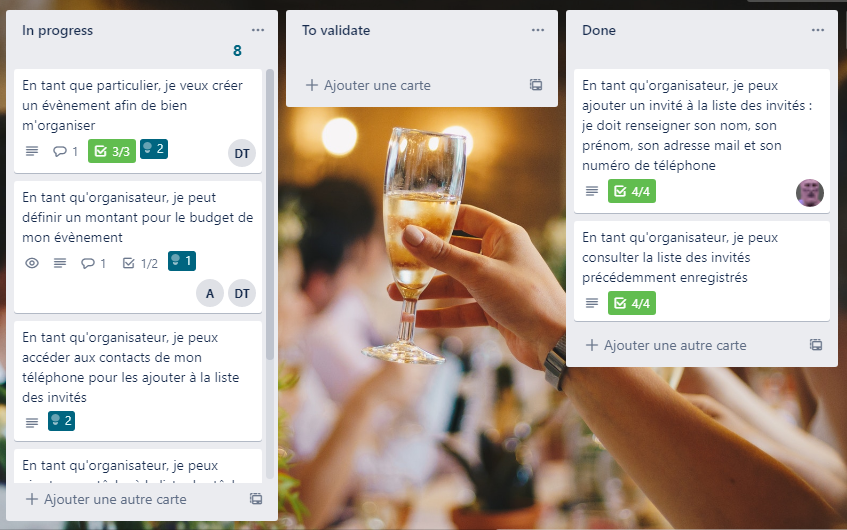 In progress
8
En tant que particulier, je veux créer
un évènement afin de bien
m'organiser
1
3/3
2
DT
En tant qu'organisateur, je peut
définir un montant pour le budget de
mon évènement
1
1/2
1
A
DT
En tant qu'organisateur, je peux
accéder aux contacts de mon
téléphone pour les ajouter à la liste
des invités
2
En tant qu'organisateur, je peux
Ajouter une autre carte
To validate
Ajouter une carte
Done
En tant qu'organisateur, je peux
ajouter un invité à la liste des invités :
je doit renseigner son nom, son
prénom, son adresse mail et son
numéro de téléphone
4/4
En tant qu'organisateur, je peux
consulter la liste des invités
précédemment enregistrés
4/4
Ajouter une autre carte